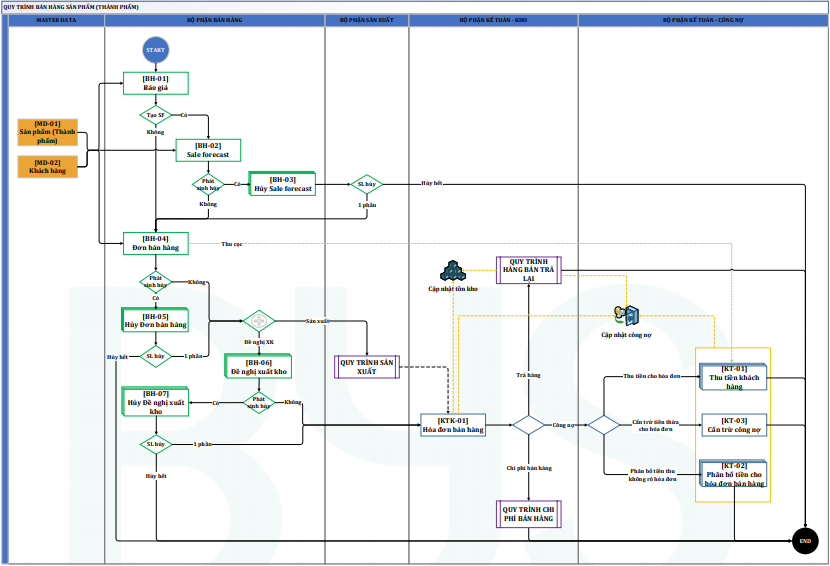 QUY TRÌNH BÁN HÀNG SẢN PHẨM (THÀNH PHẨM)
MASTER DATA
BỘ PHẬN BÁN HÀNG
BỘ PHẬN SẢN XUẤT
BỘ PHẬN KẾ TOÁN - KHO
BỘ PHẬN KẾ TOÁN - CÔNG NỢ
START
[BH-01]
Báo giá
Tạo SF
Có
Không
[MD-01]
Sản phẩm (Thành
phẩm)
[MD-02]
Khách hàng
[BH-02]
Sale forecast
Phát
sinh hủy
Có
Không
[BH-03]
Hủy Sale forecast
SL hủy
Hủy hết
1 phần
[BH-04]
Đơn bán hàng
Thu cọc
Phát
sinh hủy
Không
Có
[BH-05]
Hủy Đơn bán hàng
SL hủy
Hủy hết
1 phần
Sản xuất
Đề nghị XK
[BH-06]
Đề nghị xuất kho
Phát
sinh hủy
Có
Không
[BH-07]
Hủy Đề nghị xuất
kho
SL hủy
1 phần
Hủy hết
QUY TRÌNH SẢN
XUẤT
QUY TRÌNH
HÀNG BÁN TRẢ
LẠI
Cập nhật tồn kho
Cập nhật công nợ
Trả hàng
[KTK-01]
Hóa đơn bán hàng
Công nợ
Chi phí bán hàng
QUY TRÌNH CHI
PHÍ BÁN HÀNG
Thu tiền cho hóa đơn
[KT-01]
Thu tiền khách
hàng
Cấn trừ tiền thừa
cho hóa đơn
[KT-03]
Cấn trừ công nợ
Phân bổ tiền thu
không rõ hóa đơn
[KT-02]
Phân bổ tiền cho
hóa đơn bán hàng
END
BYS